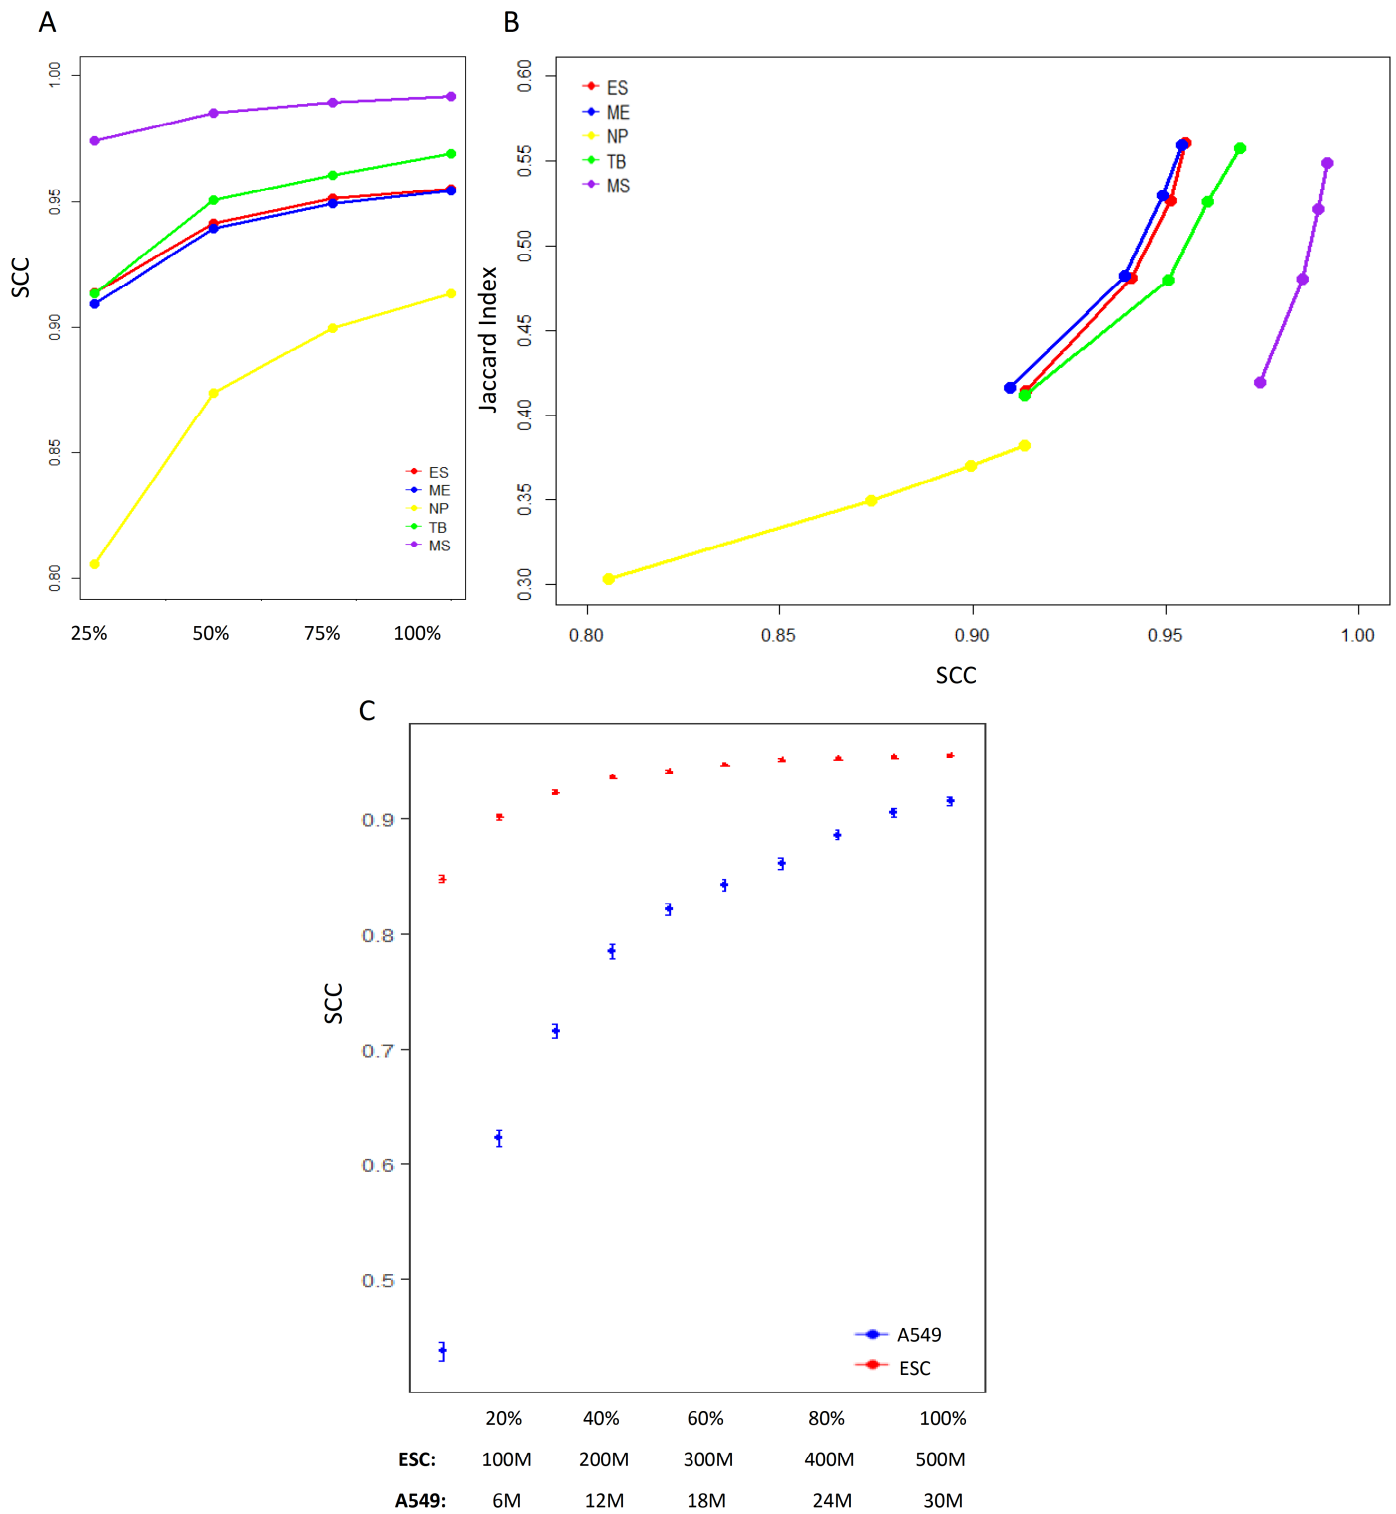 A
SCC
1.00
0.95
0.90
0.85
0.80
ES
ME
NP
TB
MS
25% 50% 75% 100%
B
Jaccard Index
0.60
0.55
0.50
0.45
0.40
0.35
0.30
ES
ME
NP
TB
MS
0.80 0.85 0.90 0.95 1.00
SCC
C
SCC
0.9
0.8
0.7
0.6
0.5
A549
ESC
20% 40% 60% 80% 100%
ESC: 100M 200M 300M 400M 500M
A549: 6M 12M 18M 24M 30M